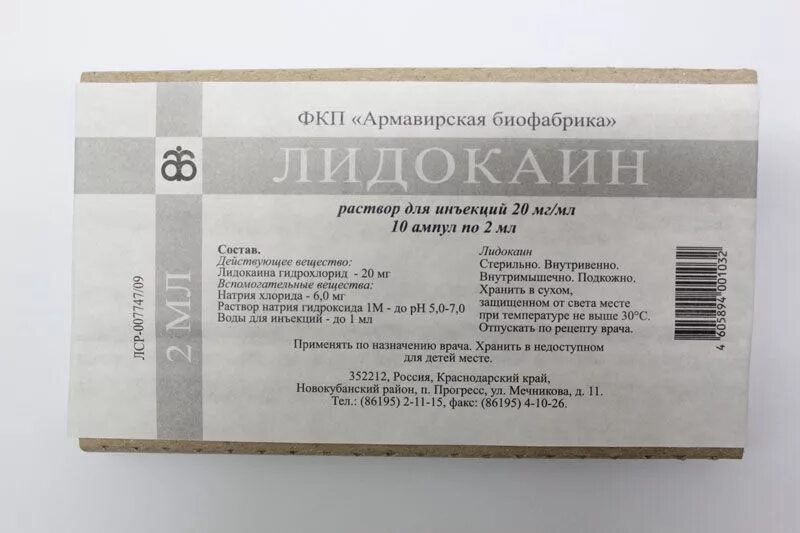 ФКП «Армавирская биофабрика»
ЛИДОКАИН
раствор для инъекций 20 мг/мл
10 ампул по 2 мл
Состав.
Действующее вещество:
Лидокаина гидрохлорид - 20 мг
Вспомогательные вещества:
Натрия хлорида - 6,0 мг
Раствор натрия гидроксида 1М - до pH 5,0-7,0
Воды для инъекций - до 1 мл
Лидокаин
Стерильно. Внутривенно.
Внутримышечно. Подкожно.
Хранить в сухом,
защищенном от света месте
при температуре не выше 30°С.
Отпускать по рецепту врача.
Применять по назначению врача. Хранить в недоступном
для детей месте.
352212, Россия, Краснодарский край,
Новокубанский район, п. Прогресс, ул. Мечникова, д. 11.
Тел.: (86195) 2-11-15, факс: (86195) 4-10-26.
ЛСР-007747/09
2 МЛ
4 605894 001032